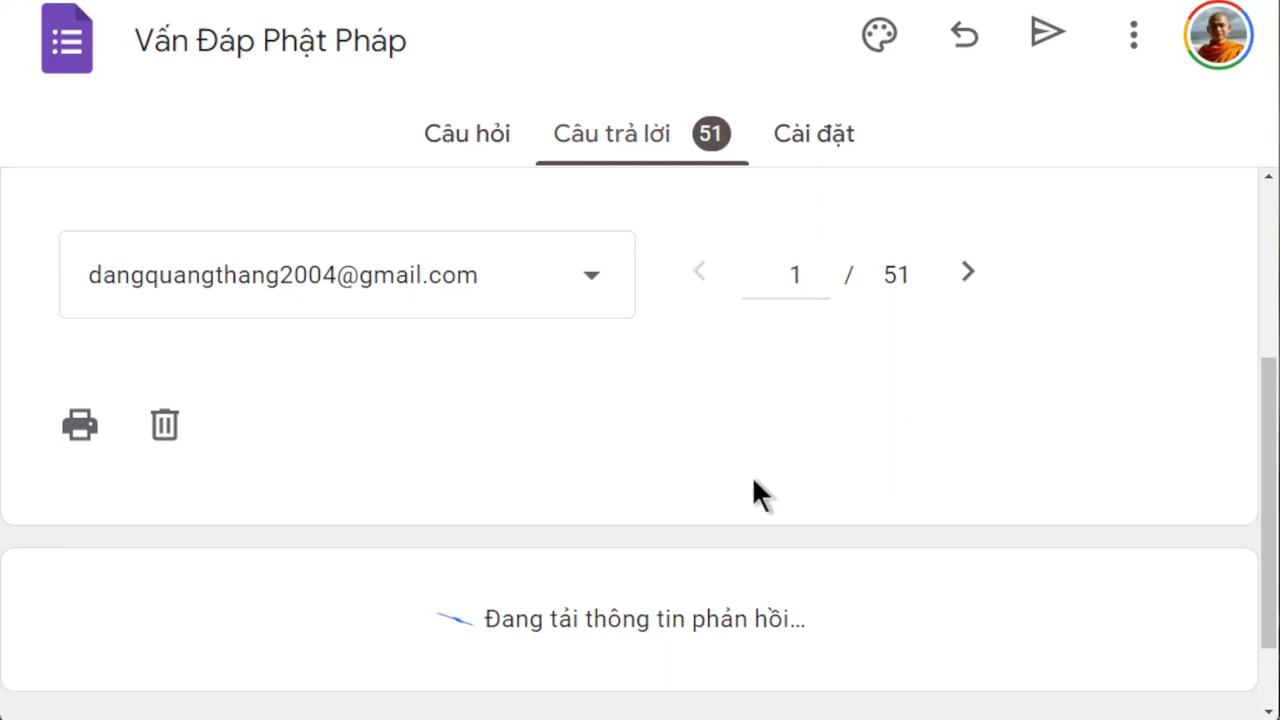 Vấn Đáp Phật Pháp
Câu hỏi
Câu trả lời 51
Cài đặt
dangquangthang2004@gmail.com
1 / 51
Đang tải thông tin phản hồi...